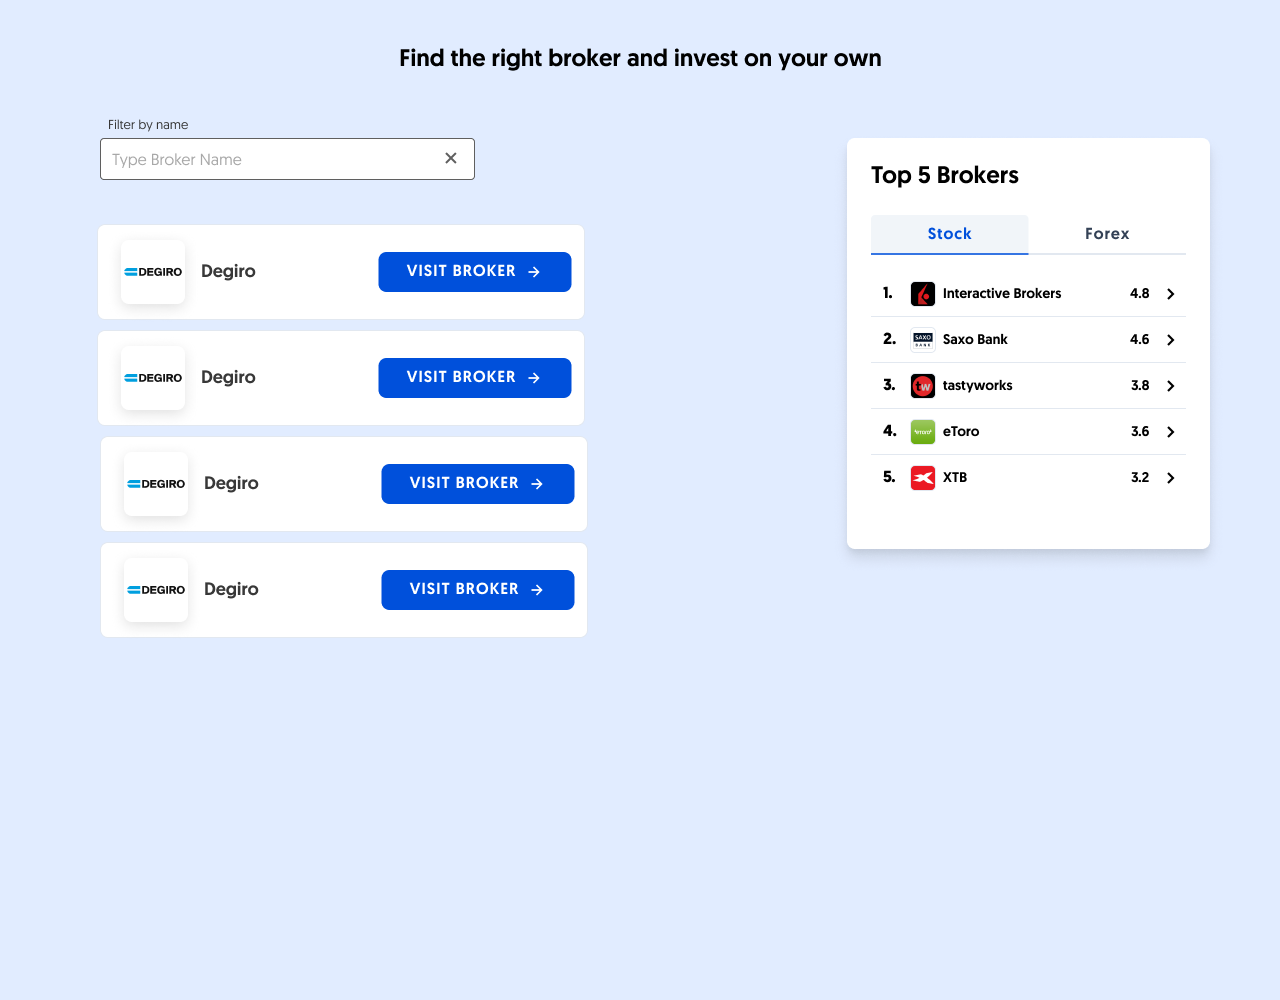 Find the right broker and invest on your own
Filter by name
Type Broker Name
DEGIRO Degiro VISIT BROKER →
DEGIRO Degiro VISIT BROKER →
DEGIRO Degiro VISIT BROKER →
DEGIRO Degiro VISIT BROKER →
Top 5 Brokers
Stock Forex
1. Interactive Brokers 4.8
2. SAXO BANK Saxo Bank 4.6
3. tw tastyworks 3.8
4. eToro eToro 3.6
5. XTB 3.2